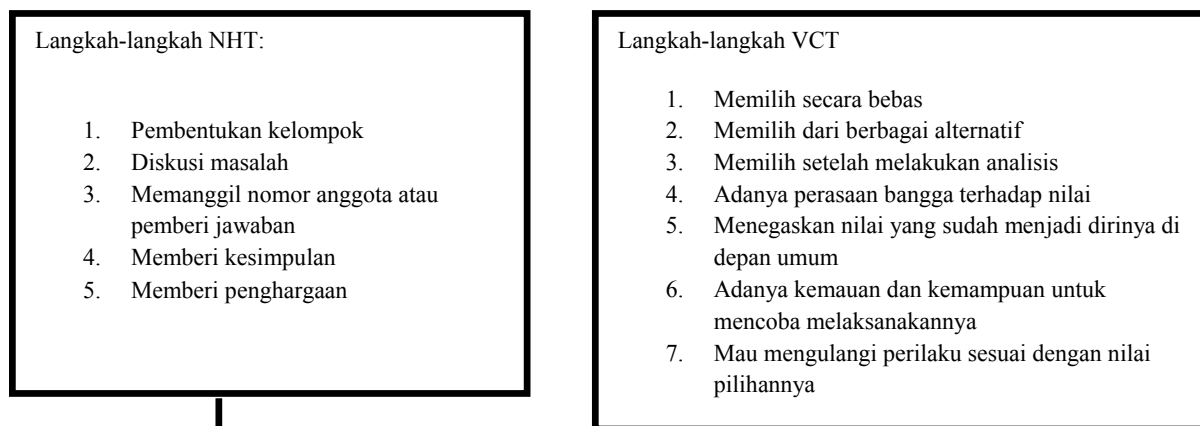 Langkah-langkah NHT:
1. Pembentukan kelompok
2. Diskusi masalah
3. Memanggil nomor anggota atau
pemberi jawaban
4. Memberi kesimpulan
5. Memberi penghargaan
Langkah-langkah VCT
1. Memilih secara bebas
2. Memilih dari berbagai alternatif
3. Memilih setelah melakukan analisis
4. Adanya perasaan bangga terhadap nilai
5. Menegaskan nilai yang sudah menjadi dirinya di
depan umum
6. Adanya kemauan dan kemampuan untuk
mencoba melaksanakannya
7. Mau mengulangi perilaku sesuai dengan nilai
pilihannya